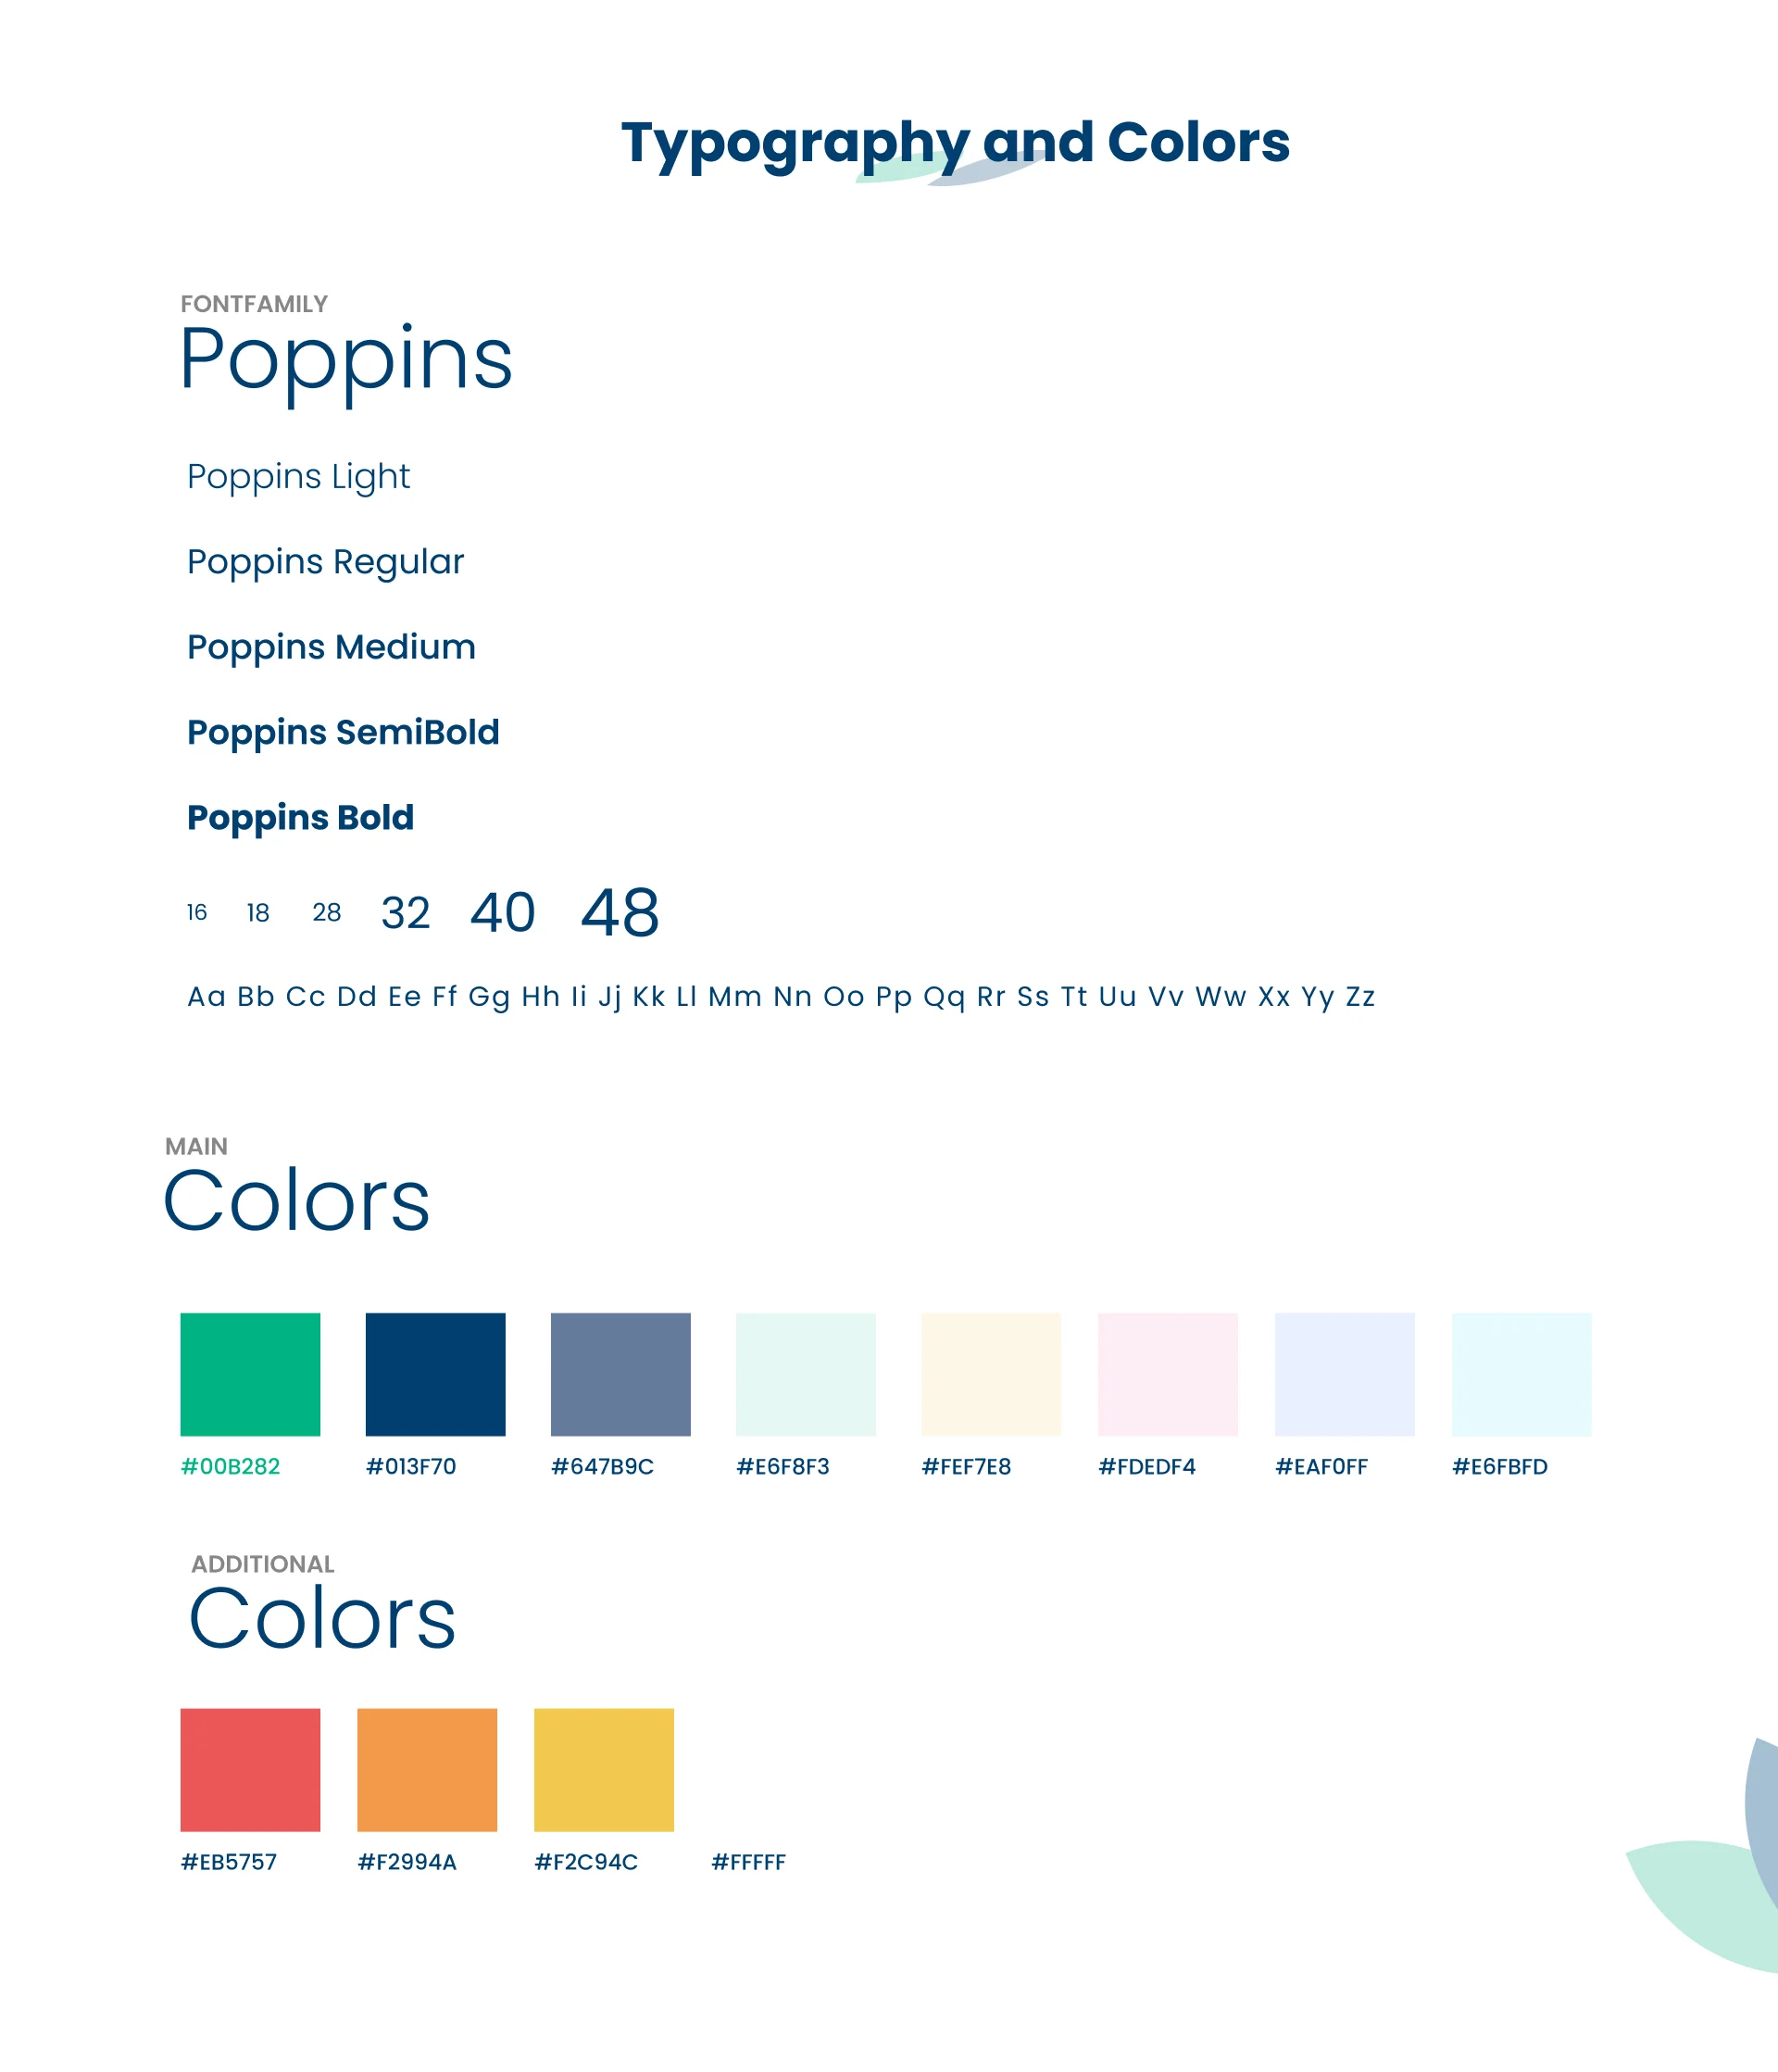 Typography and Colors
FONTFAMILY
Poppins
Poppins Light
Poppins Regular
Poppins Medium
Poppins SemiBold
Poppins Bold
16 18 28 32 40 48
Aa Bb Cc Dd Ee Ff Gg Hh Ii Jj Kk Ll Mm Nn Oo Pp Qq Rr Ss Tt Uu Vv Ww Xx Yy Zz
MAIN
Colors
#00B282 #013F70 #647B9C #E6F8F3 #FEF7E8 #FDEDF4 #EAF0FF #E6FBFD
ADDITIONAL
Colors
#EB5757 #F2994A #F2C94C #FFFFF